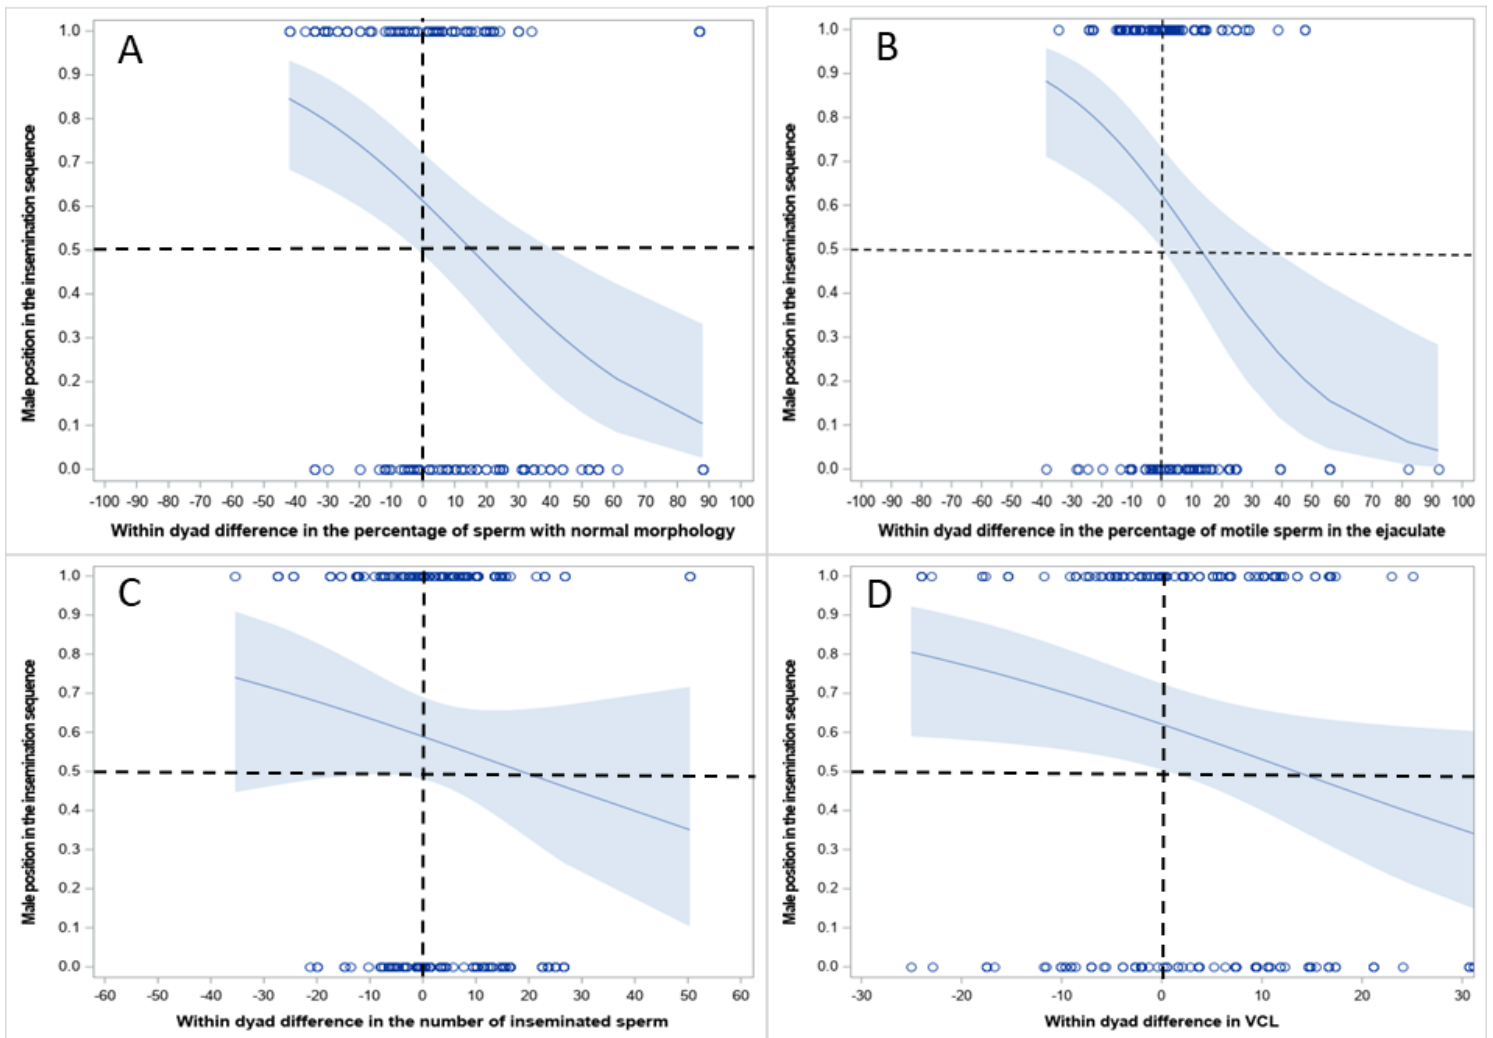 A
1.0
0.9
0.8
0.7
0.6
0.5
0.4
0.3
0.2
0.1
0.0
Male position in the insemination sequence
-100 -90 -80 -70 -60 -50 -40 -30 -20 -10 0 10 20 30 40 50 60 70 80 90 100
Within dyad difference in the percentage of sperm with normal morphology
B
1.0
0.9
0.8
0.7
0.6
0.5
0.4
0.3
0.2
0.1
0.0
Male position in the insemination sequence
-100 -90 -80 -70 -60 -50 -40 -30 -20 -10 0 10 20 30 40 50 60 70 80 90 100
Within dyad difference in the percentage of motile sperm in the ejaculate
C
1.0
0.9
0.8
0.7
0.6
0.5
0.4
0.3
0.2
0.1
0.0
Male position in the insemination sequence
-60 -50 -40 -30 -20 -10 0 10 20 30 40 50 60
Within dyad difference in the number of inseminated sperm
D
1.0
0.9
0.8
0.7
0.6
0.5
0.4
0.3
0.2
0.1
0.0
Male position in the insemination sequence
-30 -20 -10 0 10 20 30
Within dyad difference in VCL